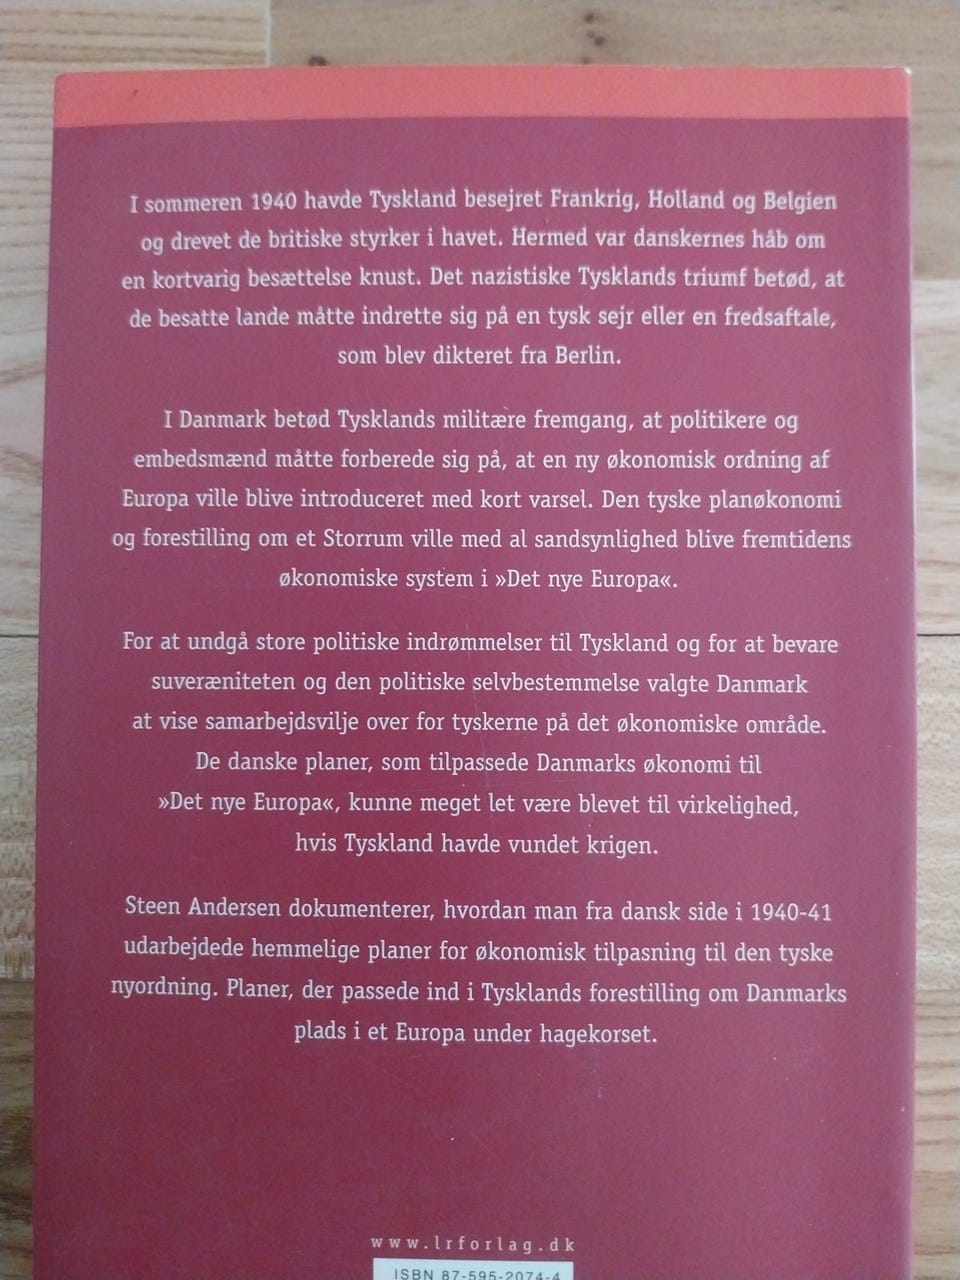 I sommeren 1940 havde Tyskland besejret Frankrig, Holland og Belgien
og drevet de britiske styrker i havet. Hermed var danskernes håb om
en kortvarig besættelse knust. Det nazistiske Tysklands triumf betød, at
de besatte lande måtte indrette sig på en tysk sejr eller en fredsaftale,
som blev dikteret fra Berlin.
I Danmark betød Tysklands militære fremgang, at politikere og
embedsmænd måtte forberede sig på, at en ny økonomisk ordning af
Europa ville blive introduceret med kort varsel. Den tyske planøkonomi
og forestilling om et Storrum ville med al sandsynlighed blive fremtidens
økonomiske system i »Det nye Europa«.
For at undgå store politiske indrømmelser til Tyskland og for at bevare
suveræniteten og den politiske selvbestemmelse valgte Danmark
at vise samarbejdsvilje over for tyskerne på det økonomiske område.
De danske planer, som tilpassede Danmarks økonomi til
»Det nye Europa«, kunne meget let være blevet til virkelighed,
hvis Tyskland havde vundet krigen.
Steen Andersen dokumenterer, hvordan man fra dansk side i 1940-41
udarbejdede hemmelige planer for økonomisk tilpasning til den tyske
nyordning. Planer, der passede ind i Tysklands forestilling om Danmarks
plads i et Europa under hagekorset.
www.lrforlag.dk
ISBN 87-595-2074-4